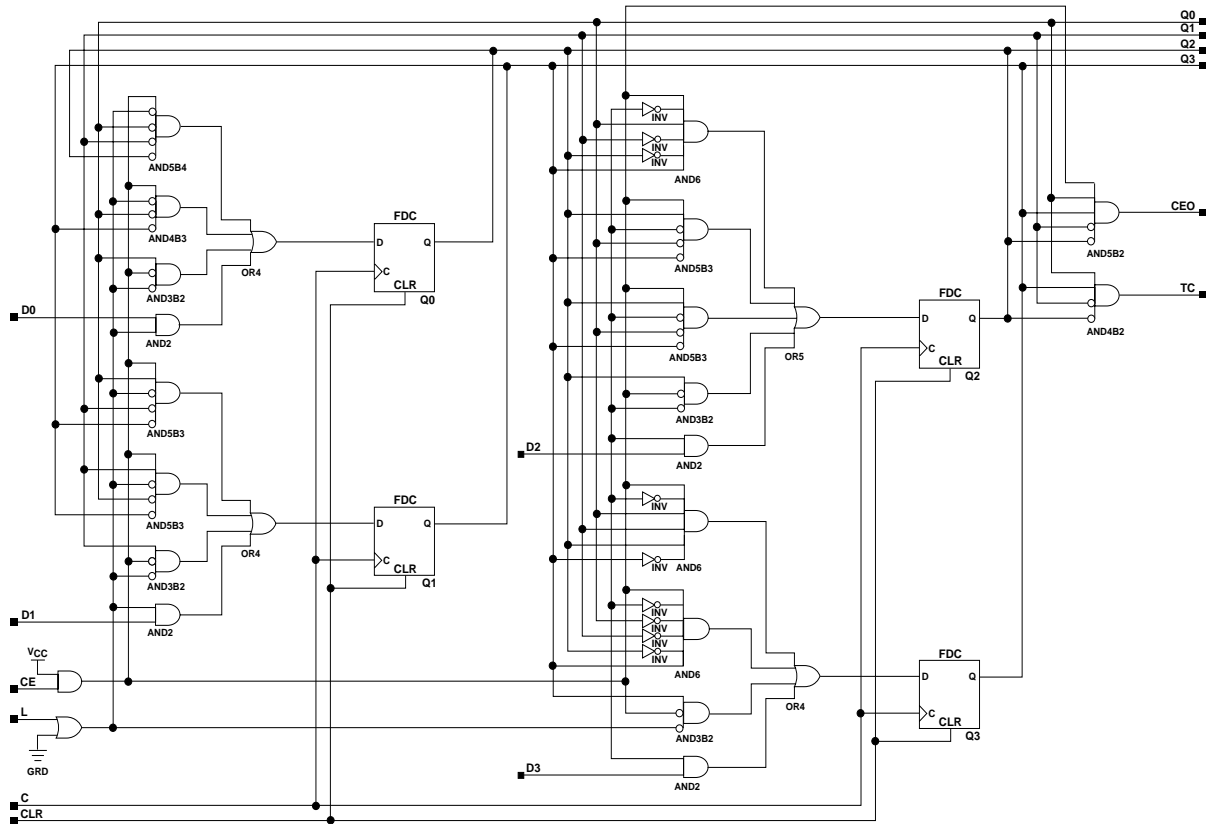 Q0
Q1
Q2
Q3
INV
INV
INV
AND5B4
AND6
AND4B3
FDC
D
Q
C
CLR
Q0
OR4
AND5B3
CEO
AND5B2
AND3B2
D0
AND2
FDC
D
Q
C
CLR
Q2
TC
AND4B2
AND5B3
OR5
AND5B3
AND3B2
D2
AND2
AND5B3
FDC
D
Q
C
CLR
Q1
OR4
INV
INV
AND6
AND3B2
D1
AND2
INV
INV
INV
INV
AND6
VCC
CE
FDC
D
Q
C
CLR
Q3
OR4
L
GRD
AND3B2
D3
AND2
C
CLR